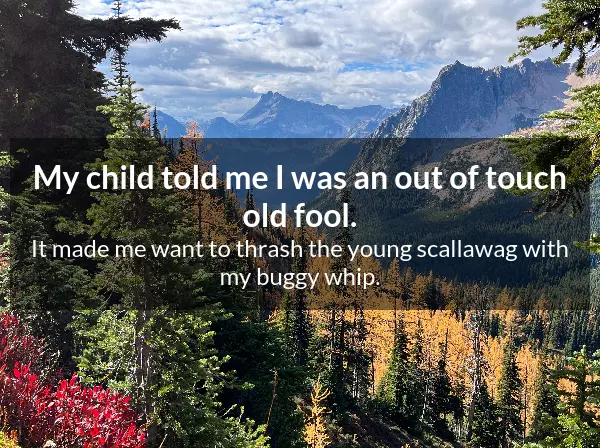 My child told me I was an out of touch
old fool.
It made me want to thrash the young scallawag with
my buggy whip.